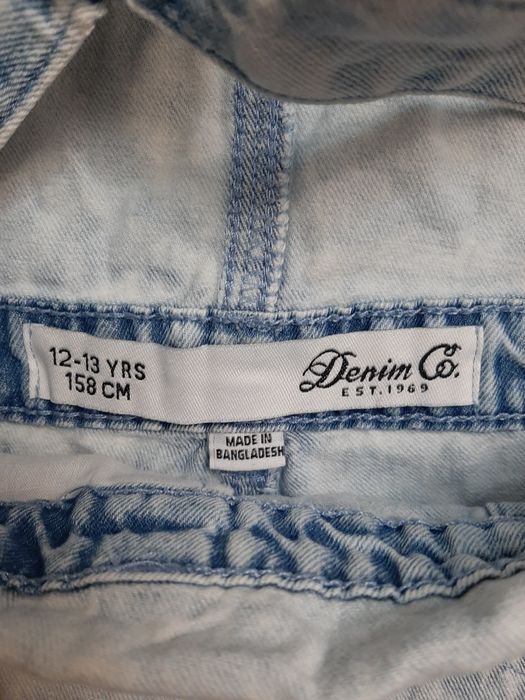 12-13 YRS
158 CM
Denim Co.
EST.1969
MADE IN
BANGLADESH